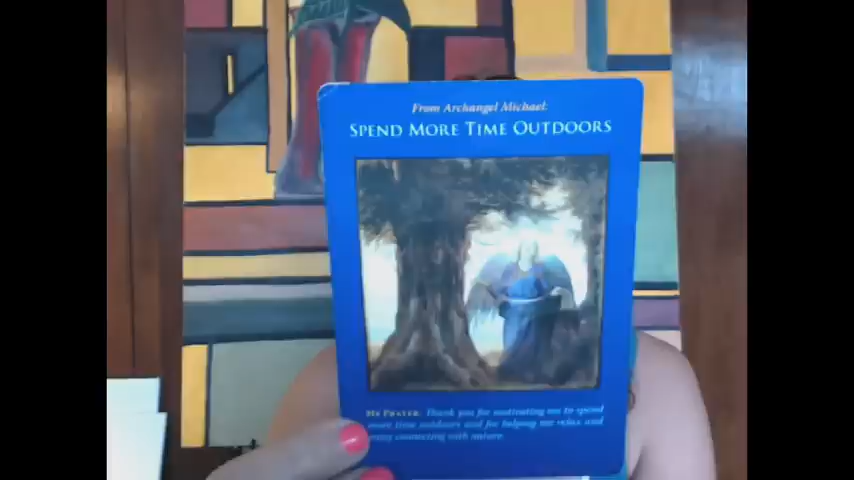 From Archangel Michael:
SPEND MORE TIME OUTDOORS
MY PRAYER: Thank you for motivating me to spend
more time outdoors and for helping me relax and
enjoy connecting with nature.